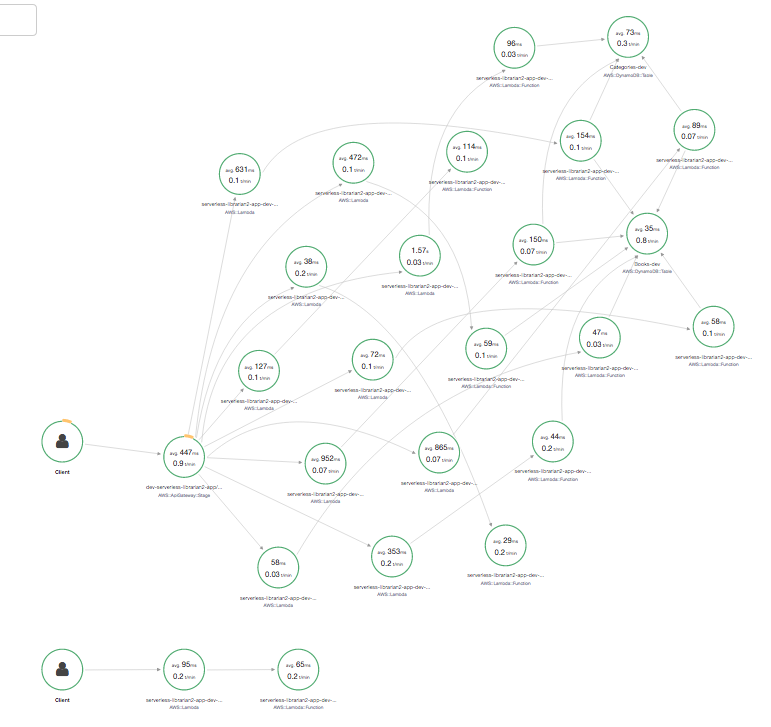 avg. 73ms
0.3 t/min
Categories-dev
AWS::DynamoDB::Table
96ms
0.03 t/min
serverless-librarian2-app-dev-...
AWS::Lambda::Function
avg. 89ms
0.07 t/min
serverless-librarian2-app-dev-...
AWS::Lambda::Function
avg. 154ms
0.1 t/min
serverless-librarian2-app-dev-...
AWS::Lambda::Function
avg. 114ms
0.1 t/min
serverless-librarian2-app-dev-...
AWS::Lambda::Function
avg. 472ms
0.1 t/min
serverless-librarian2-app-dev-...
AWS::Lambda
avg. 631ms
0.1 t/min
serverless-librarian2-app-dev-...
AWS::Lambda
avg. 35ms
0.8 t/min
Books-dev
AWS::DynamoDB::Table
avg. 150ms
0.07 t/min
serverless-librarian2-app-dev-...
AWS::Lambda::Function
1.57s
0.03 t/min
serverless-librarian2-app-dev-...
AWS::Lambda
avg. 38ms
0.2 t/min
serverless-librarian2-app-dev-...
AWS::Lambda
avg. 58ms
0.1 t/min
serverless-librarian2-app-dev-...
AWS::Lambda::Function
47ms
0.03 t/min
serverless-librarian2-app-dev-...
AWS::Lambda::Function
avg. 59ms
0.1 t/min
serverless-librarian2-app-dev-...
AWS::Lambda::Function
avg. 72ms
0.1 t/min
serverless-librarian2-app-dev-...
AWS::Lambda
avg. 127ms
0.1 t/min
serverless-librarian2-app-dev-...
AWS::Lambda
Client
avg. 447ms
0.9 t/min
dev-serverless-librarian2-app/...
AWS::ApiGateway::Stage
avg. 952ms
0.07 t/min
serverless-librarian2-app-dev-...
AWS::Lambda
avg. 865ms
0.07 t/min
serverless-librarian2-app-dev-...
AWS::Lambda
avg. 44ms
0.2 t/min
serverless-librarian2-app-dev-...
AWS::Lambda::Function
58ms
0.03 t/min
serverless-librarian2-app-dev-...
AWS::Lambda
avg. 353ms
0.2 t/min
serverless-librarian2-app-dev-...
AWS::Lambda
avg. 29ms
0.2 t/min
serverless-librarian2-app-dev-...
AWS::Lambda::Function
Client
avg. 95ms
0.2 t/min
serverless-librarian2-app-dev-...
AWS::Lambda
avg. 65ms
0.2 t/min
serverless-librarian2-app-dev-...
AWS::Lambda::Function